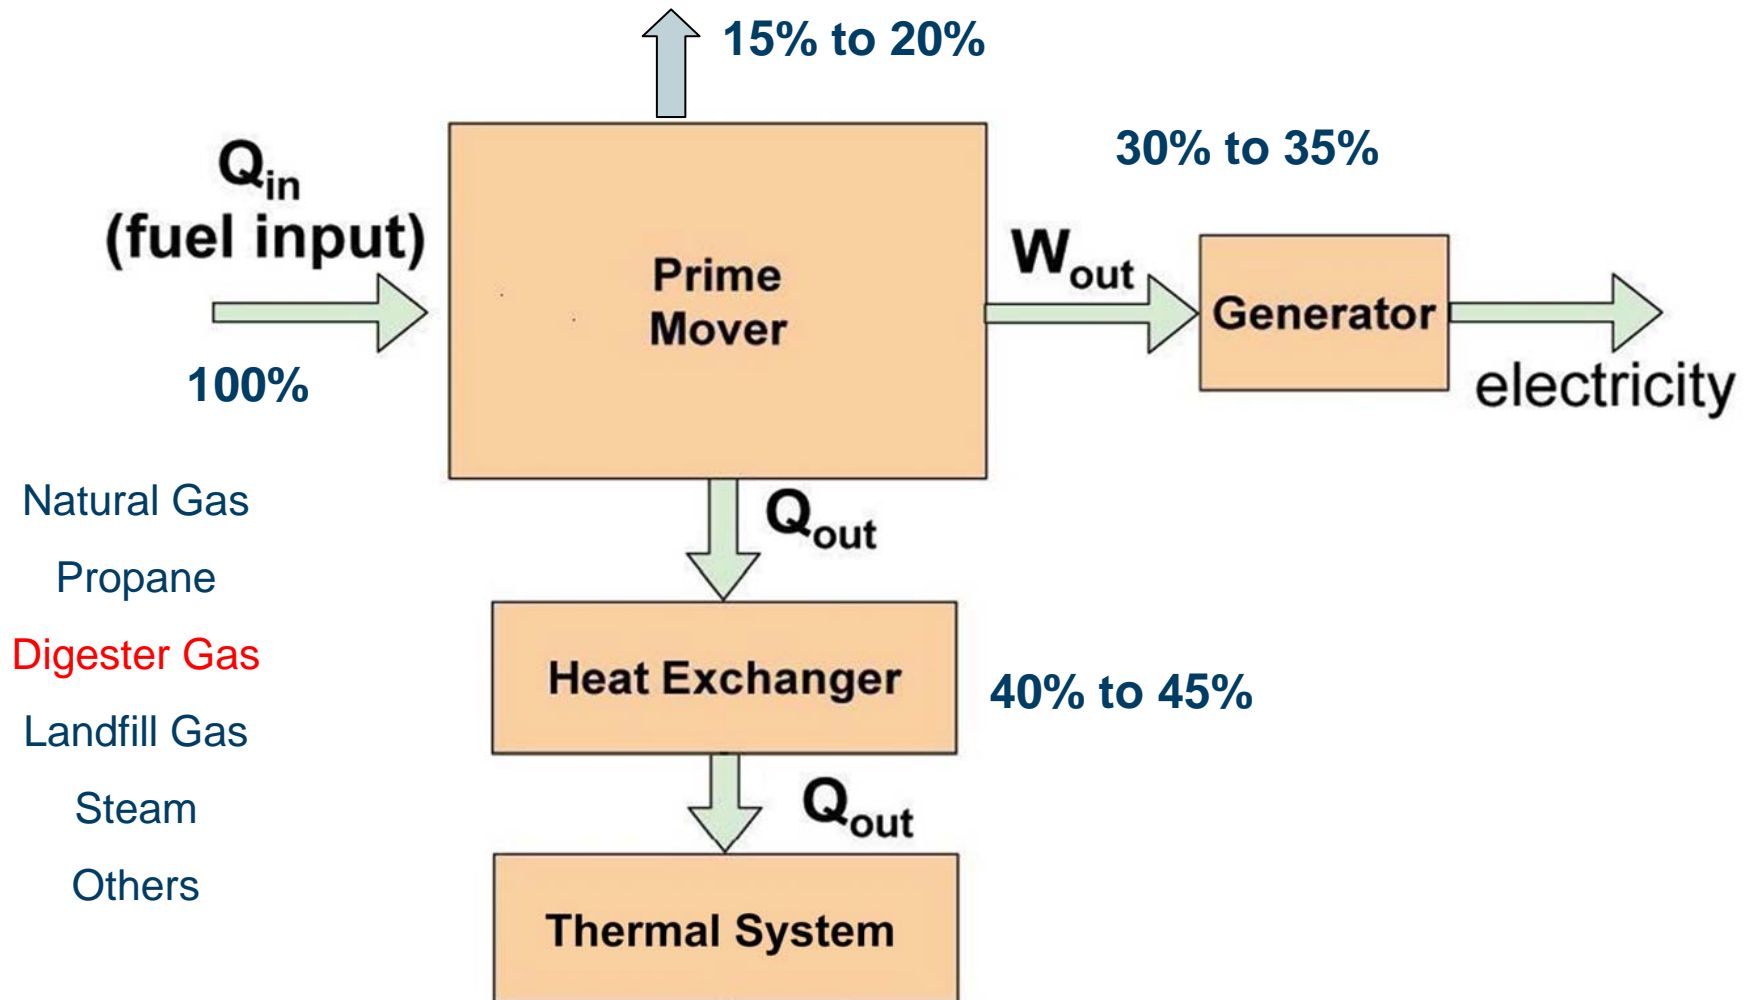 15% to 20%
30% to 35%
Qin
(fuel input)
100%
Prime
Mover
Wout
Generator
electricity
Qout
Heat Exchanger
40% to 45%
Qout
Thermal System
Natural Gas
Propane
Digester Gas
Landfill Gas
Steam
Others